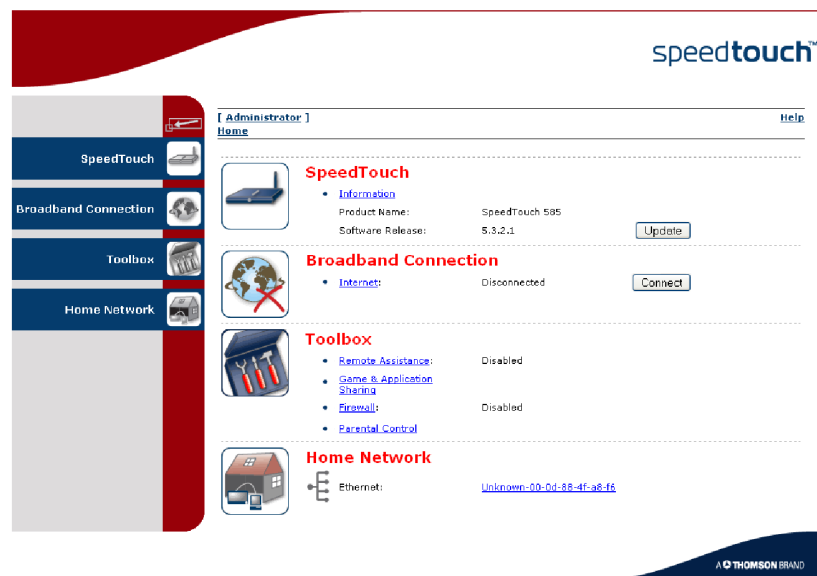 speedtouch™
[ Administrator ]
Help
Home
SpeedTouch
Broadband Connection
Toolbox
Home Network
SpeedTouch
Information
Product Name: SpeedTouch 585
Software Release: 5.3.2.1 Update
Broadband Connection
Internet: Disconnected Connect
Toolbox
Remote Assistance: Disabled
Game & Application
Sharing
Firewall: Disabled
Parental Control
Home Network
Ethernet: Unknown-00-0d-88-4f-a8-f6
A THOMSON BRAND